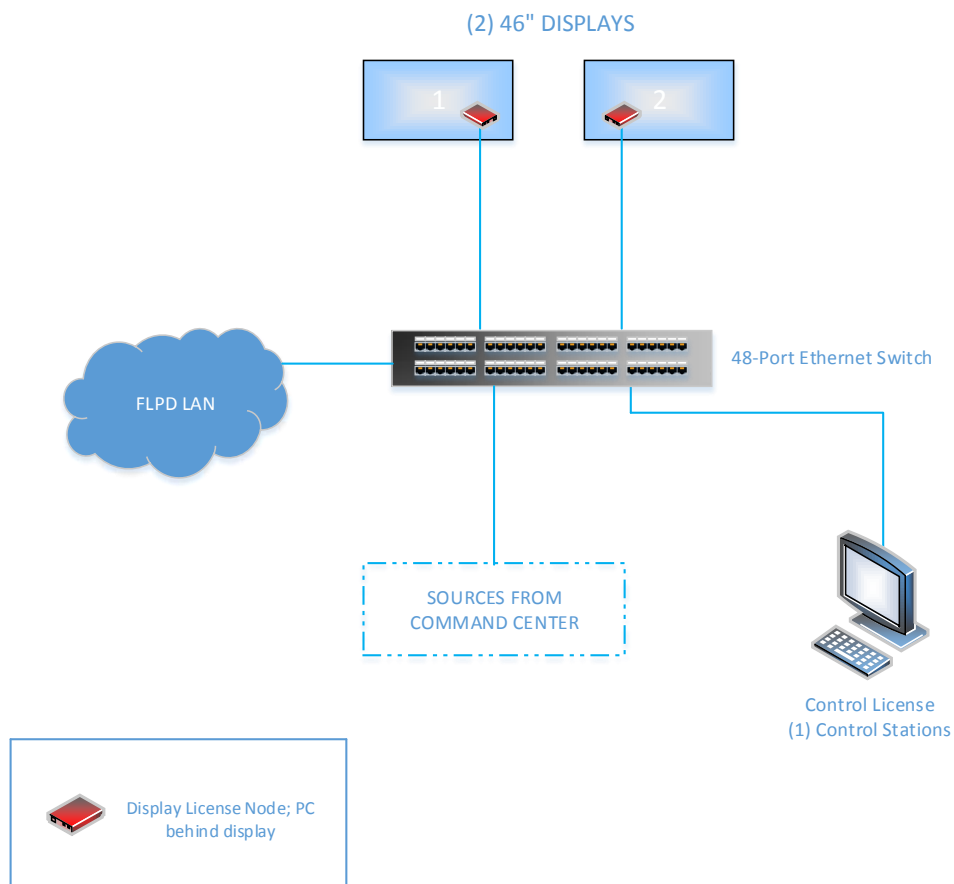 (2) 46" DISPLAYS
1
2
48-Port Ethernet Switch
FLPD LAN
SOURCES FROM
COMMAND CENTER
Control License
(1) Control Stations
Display License Node; PC
behind display